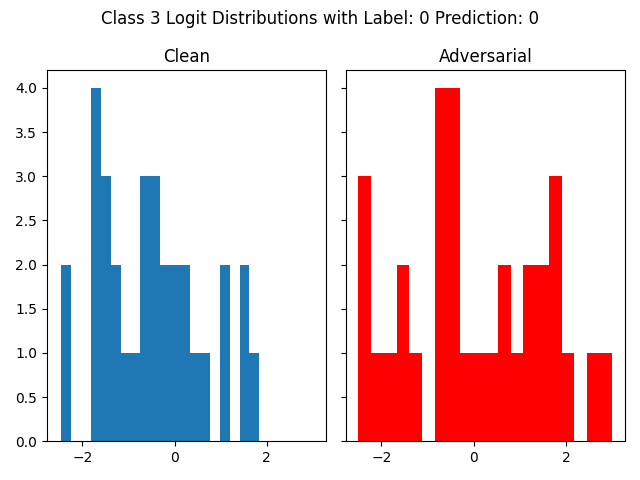 Class 3 Logit Distributions with Label: 0 Prediction: 0
Clean
Adversarial
4.0
3.5
3.0
2.5
2.0
1.5
1.0
0.5
0.0
−2 0 2
−2 0 2